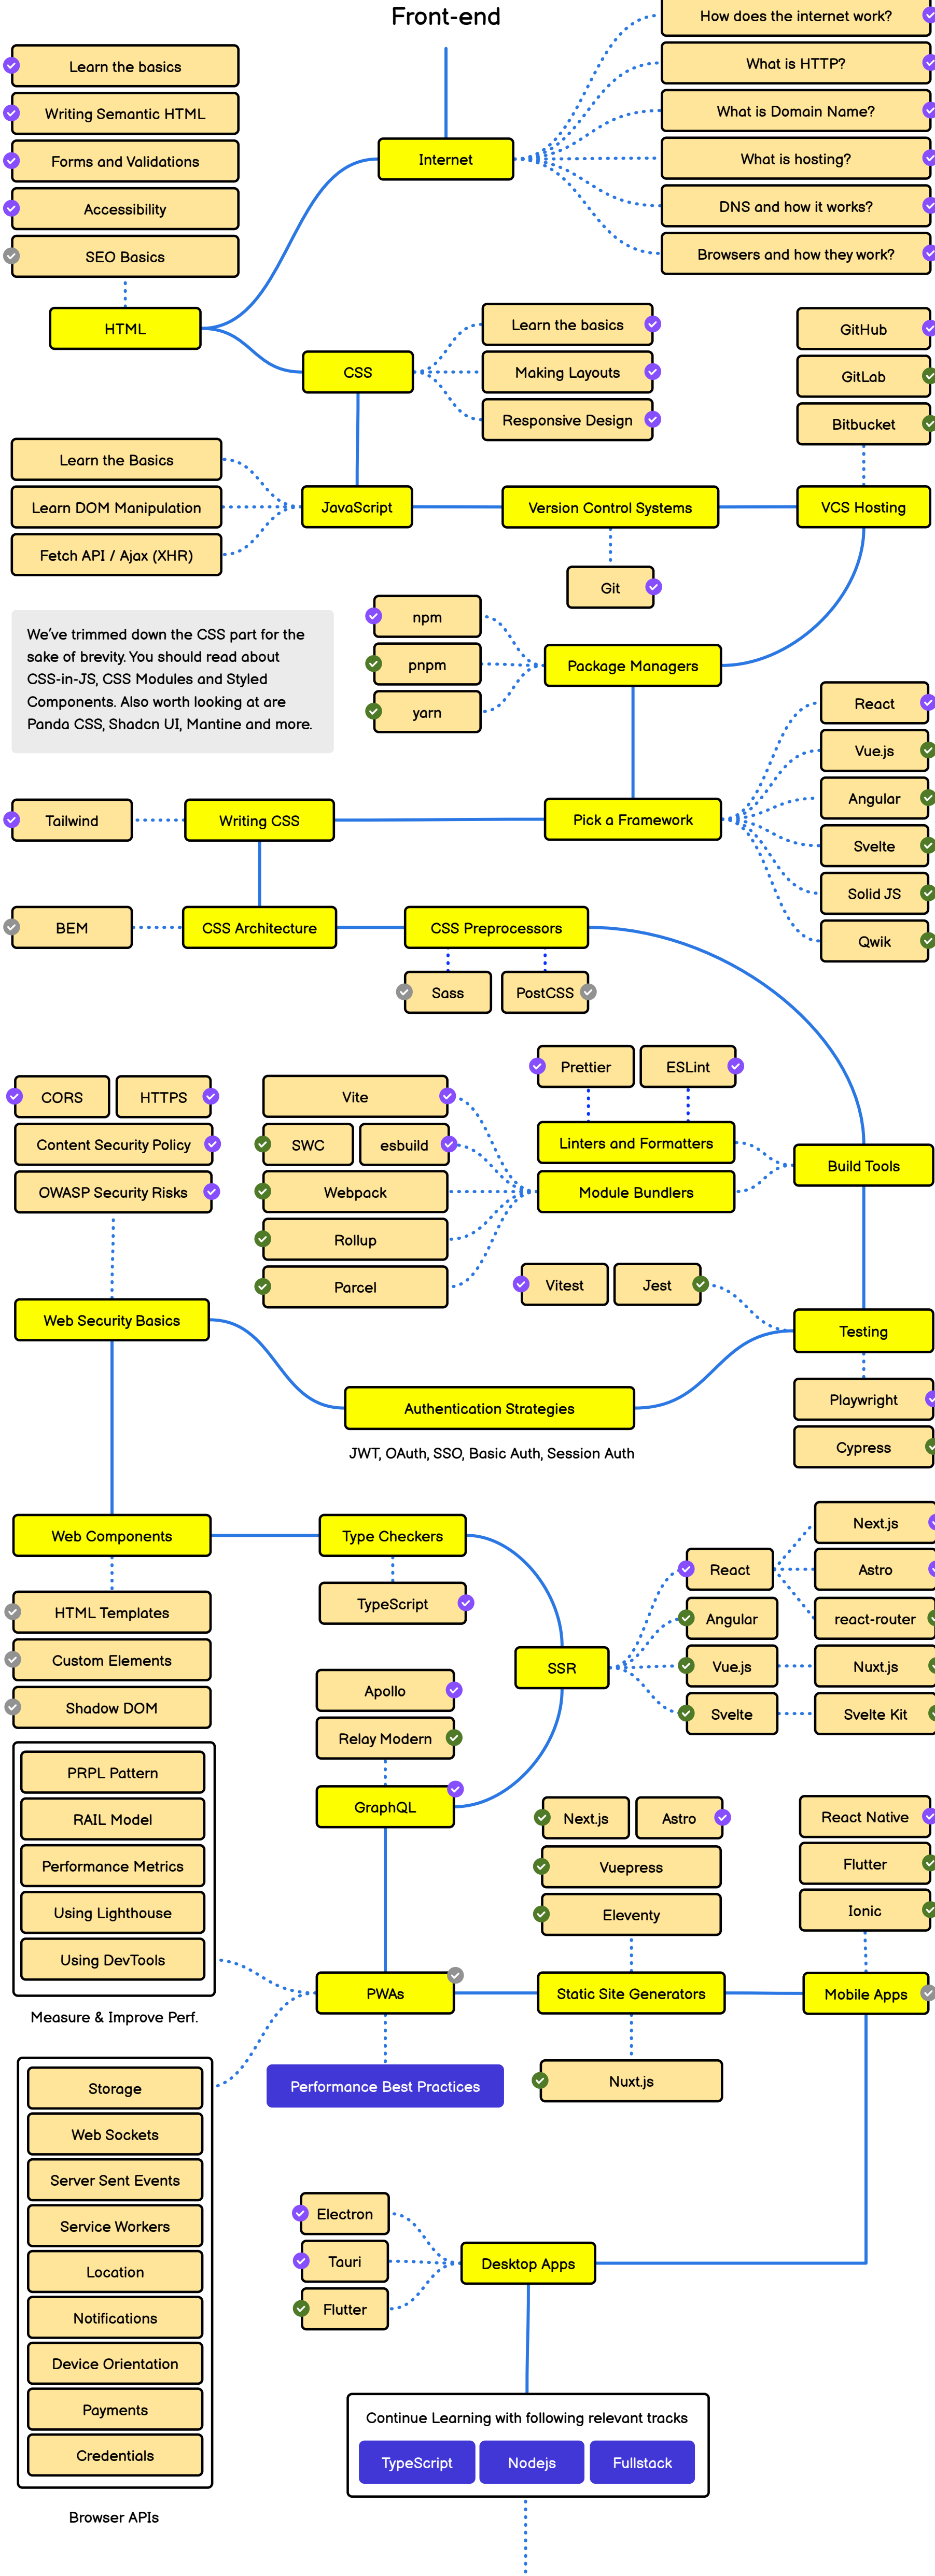 Front-end
How does the internet work?
What is HTTP?
What is Domain Name?
What is hosting?
DNS and how it works?
Browsers and how they work?
Internet
Learn the basics
Writing Semantic HTML
Forms and Validations
Accessibility
SEO Basics
HTML
CSS
Learn the basics
Making Layouts
Responsive Design
GitHub
GitLab
Bitbucket
Learn the Basics
Learn DOM Manipulation
Fetch API / Ajax (XHR)
JavaScript
Version Control Systems
VCS Hosting
Git
We've trimmed down the CSS part for the
sake of brevity. You should read about
CSS-in-JS, CSS Modules and Styled
Components. Also worth looking at are
Panda CSS, Shadcn UI, Mantine and more.
npm
pnpm
yarn
Package Managers
React
Vue.js
Angular
Svelte
Solid JS
Qwik
Tailwind
Writing CSS
Pick a Framework
BEM
CSS Architecture
CSS Preprocessors
Sass
PostCSS
Prettier
ESLint
CORS
HTTPS
Content Security Policy
OWASP Security Risks
Vite
SWC
esbuild
Webpack
Rollup
Parcel
Linters and Formatters
Module Bundlers
Build Tools
Vitest
Jest
Web Security Basics
Testing
Authentication Strategies
JWT, OAuth, SSO, Basic Auth, Session Auth
Playwright
Cypress
Web Components
Type Checkers
TypeScript
HTML Templates
Custom Elements
Shadow DOM
Next.js
React
Astro
Angular
react-router
SSR
Vue.js
Nuxt.js
Svelte
Svelte Kit
Apollo
Relay Modern
GraphQL
PRPL Pattern
RAIL Model
Performance Metrics
Using Lighthouse
Using DevTools
Measure & Improve Perf.
Next.js
Astro
Vuepress
Eleventy
React Native
Flutter
Ionic
PWAs
Static Site Generators
Mobile Apps
Performance Best Practices
Nuxt.js
Storage
Web Sockets
Server Sent Events
Service Workers
Location
Notifications
Device Orientation
Payments
Credentials
Browser APIs
Electron
Tauri
Flutter
Desktop Apps
Continue Learning with following relevant tracks
TypeScript
Nodejs
Fullstack